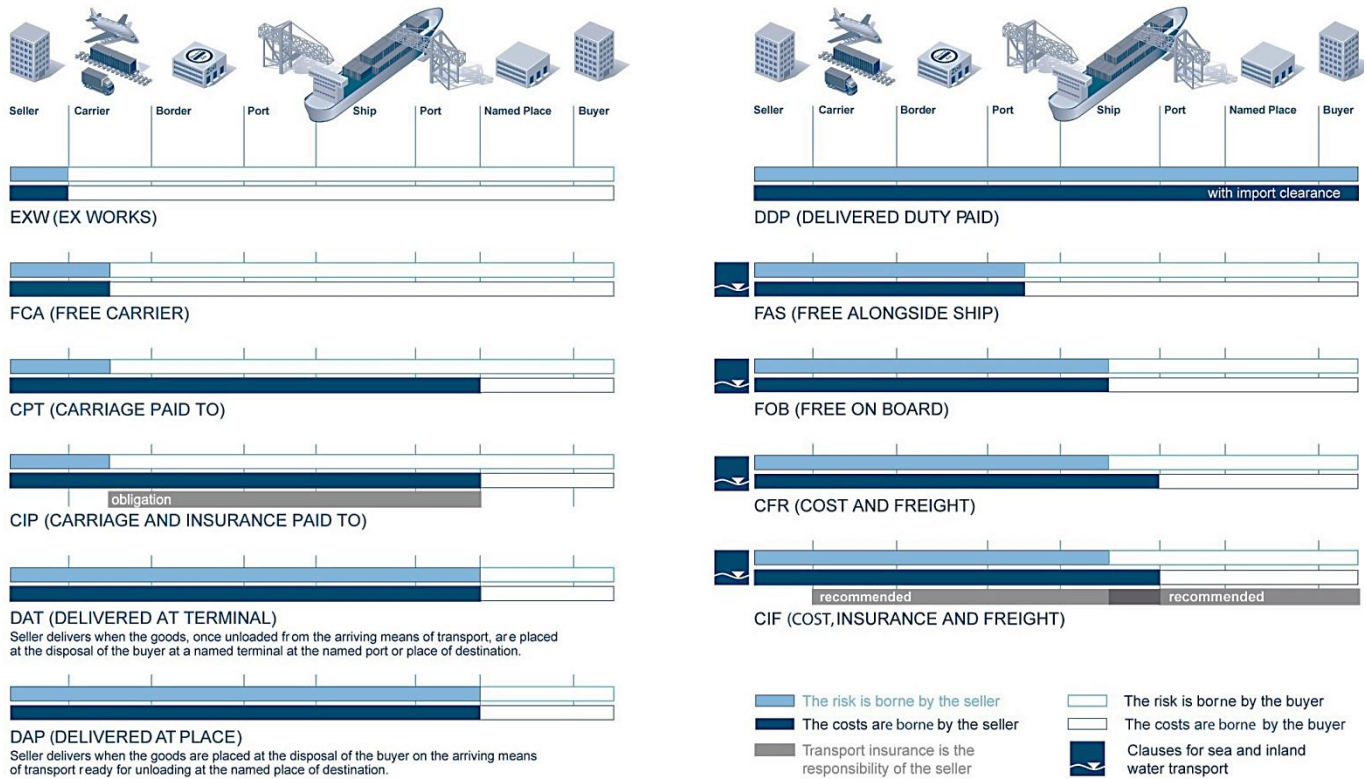 Seller Carrier Border Port Ship Port Named Place Buyer
EXW (EX WORKS)
FCA (FREE CARRIER)
CPT (CARRIAGE PAID TO)
obligation
CIP (CARRIAGE AND INSURANCE PAID TO)
DAT (DELIVERED AT TERMINAL)
Seller delivers when the goods, once unloaded from the arriving means of transport, are placed
at the disposal of the buyer at a named terminal at the named port or place of destination.
DAP (DELIVERED AT PLACE)
Seller delivers when the goods are placed at the disposal of the buyer on the arriving means
of transport ready for unloading at the named place of destination.
Seller Carrier Border Port Ship Port Named Place Buyer
with import clearance
DDP (DELIVERED DUTY PAID)
FAS (FREE ALONGSIDE SHIP)
FOB (FREE ON BOARD)
CFR (COST AND FREIGHT)
recommended recommended
CIF (COST, INSURANCE AND FREIGHT)
The risk is borne by the seller
The costs are borne by the seller
Transport insurance is the
responsibility of the seller
The risk is borne by the buyer
The costs are borne by the buyer
Clauses for sea and inland
water transport